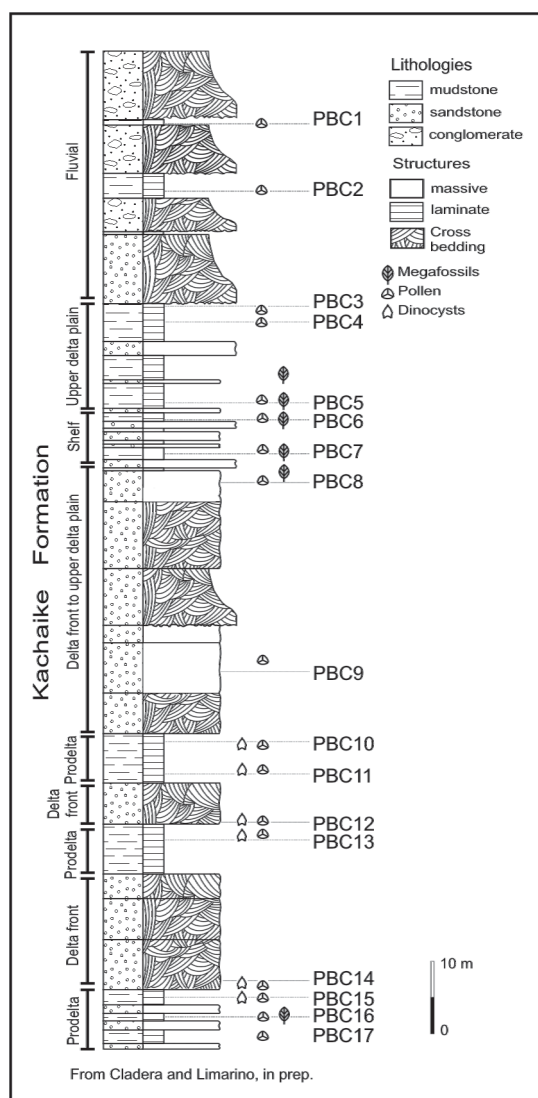 Lithologies
mudstone
sandstone
conglomerate
Structures
massive
laminate
Cross
bedding
Megafossils
Pollen
Dinocysts
Kachaike Formation
Fluvial
Upper delta plain
Shelf
Delta front to upper delta plain
Prodelta
Delta
front
Prodelta
Delta front
Prodelta
PBC1
PBC2
PBC3
PBC4
PBC5
PBC6
PBC7
PBC8
PBC9
PBC10
PBC11
PBC12
PBC13
PBC14
PBC15
PBC16
PBC17
10 m
0
From Cladera and Limarino, in prep.